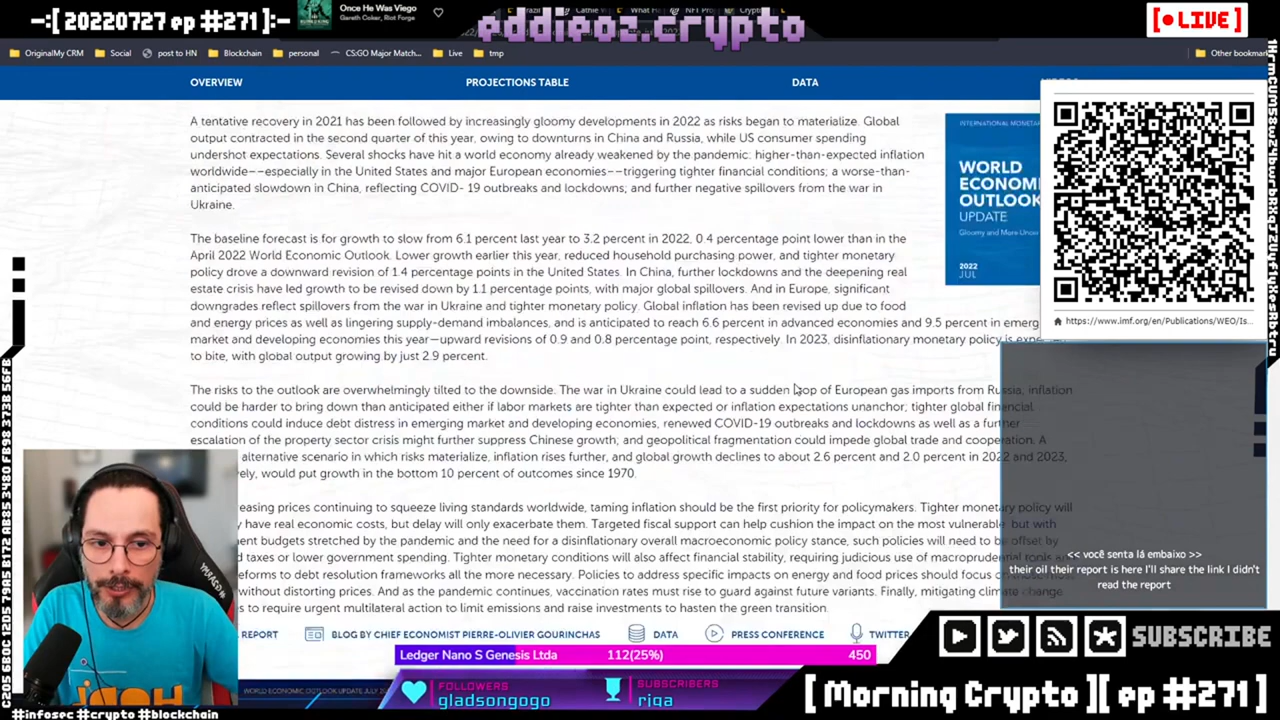 -:[ 20220727 ep #271]:-
Once He Was Viego
Gareth Coker, Riot Forge
eddieoz.crypto
[ LIVE ]
OriginalMy CRM
Social
post to HN
Blockchain
personal
CS:GO Major Match...
Live
tmp
Other bookmar
OVERVIEW
PROJECTIONS TABLE
DATA
A tentative recovery in 2021 has been followed by increasingly gloomy developments in 2022 as risks began to materialize. Global
output contracted in the second quarter of this year, owing to downturns in China and Russia, while US consumer spending
undershot expectations. Several shocks have hit a world economy already weakened by the pandemic: higher-than-expected inflation
worldwide––especially in the United States and major European economies––triggering tighter financial conditions; a worse-than-
anticipated slowdown in China, reflecting COVID- 19 outbreaks and lockdowns; and further negative spillovers from the war in
Ukraine.
The baseline forecast is for growth to slow from 6.1 percent last year to 3.2 percent in 2022, 0.4 percentage point lower than in the
April 2022 World Economic Outlook. Lower growth earlier this year, reduced household purchasing power, and tighter monetary
policy drove a downward revision of 1.4 percentage points in the United States. In China, further lockdowns and the deepening real
estate crisis have led growth to be revised down by 1.1 percentage points, with major global spillovers. And in Europe, significant
downgrades reflect spillovers from the war in Ukraine and tighter monetary policy. Global inflation has been revised up due to food
and energy prices as well as lingering supply-demand imbalances, and is anticipated to reach 6.6 percent in advanced economies and 9.5 percent in emerg
market and developing economies this year—upward revisions of 0.9 and 0.8 percentage point, respectively. In 2023, disinflationary monetary policy is expe
to bite, with global output growing by just 2.9 percent.
The risks to the outlook are overwhelmingly tilted to the downside. The war in Ukraine could lead to a sudden stop of European gas imports from Russia, inflation
could be harder to bring down than anticipated either if labor markets are tighter than expected or inflation expectations unanchor; tighter global financial
conditions could induce debt distress in emerging market and developing economies, renewed COVID-19 outbreaks and lockdowns as well as a further
escalation of the property sector crisis might further suppress Chinese growth, and geopolitical fragmentation could impede global trade and cooperation. A
alternative scenario in which risks materialize, inflation rises further, and global growth declines to about 2.6 percent and 2.0 percent in 2022 and 2023,
ely, would put growth in the bottom 10 percent of outcomes since 1970.
easing prices continuing to squeeze living standards worldwide, taming inflation should be the first priority for policymakers. Tighter monetary policy will
y have real economic costs, but delay will only exacerbate them. Targeted fiscal support can help cushion the impact on the most vulnerable, but with
ent budgets stretched by the pandemic and the need for a disinflationary overall macroeconomic policy stance, such policies will need to be offset by
d taxes or lower government spending. Tighter monetary conditions will also affect financial stability, requiring judicious use of macroprudential tools
eforms to debt resolution frameworks all the more necessary. Policies to address specific impacts on energy and food prices should focus
without distorting prices. And as the pandemic continues, vaccination rates must rise to guard against future variants. Finally, mitigating climate change
es to require urgent multilateral action to limit emissions and raise investments to hasten the green transition.
INTERNATIONAL MONETA
WORLD
ECONOM
OUTLOOK
UPDATE
Gloomy and More Unce
2022
JUL
https://www.imf.org/en/Publications/WEO/Is...
<< você senta lá embaixo >>
their oil their report is here I'll share the link I didn't
read the report
REPORT
BLOG BY CHIEF ECONOMIST PIERRE-OLIVIER GOURINCHAS
DATA
PRESS CONFERENCE
TWITTER
Ledger Nano S Genesis Ltda
112(25%)
450
SUBSCRIBE
WORLD ECONOMIC OUTLOOK UPDATE JULY
FOLLOWERS
gladsongogo
SUBSCRIBERS
[ Morning Crypto ][ ep #271 ]
#infosec #crypto #blockchain